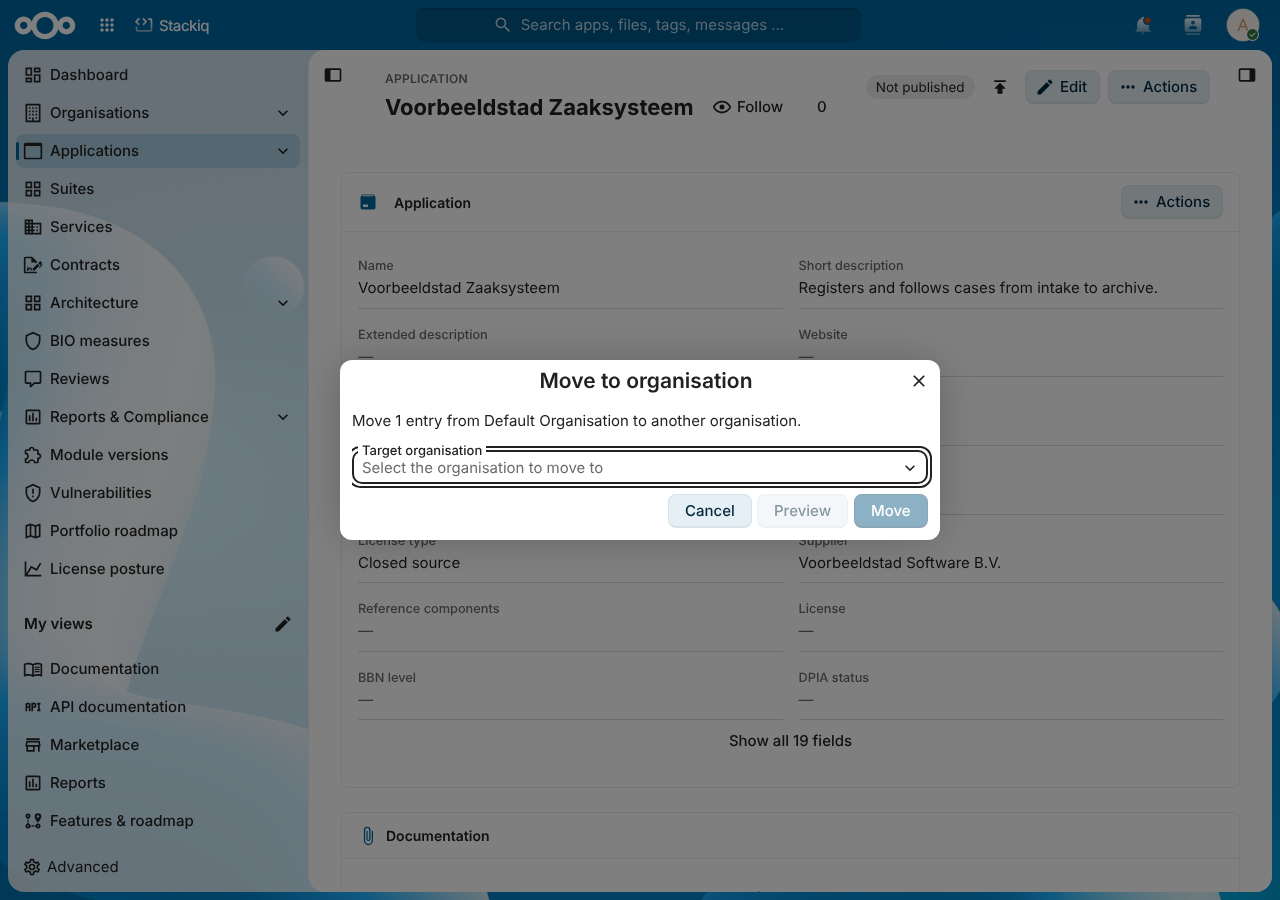 Stackiq
Search apps, files, tags, messages ...
A
Dashboard
Organisations
Applications
Suites
Services
Contracts
Architecture
BIO measures
Reviews
Reports & Compliance
Module versions
Vulnerabilities
Portfolio roadmap
License posture
My views
Documentation
API API documentation
Marketplace
Reports
Features & roadmap
Advanced
APPLICATION
Voorbeeldstad Zaaksysteem
Follow
0
Not published
Edit
Actions
Application
Actions
Name
Voorbeeldstad Zaaksysteem
Short description
Registers and follows cases from intake to archive.
Extended description
—
Website
—
Move to organisation
Move 1 entry from Default Organisation to another organisation.
Target organisation
Select the organisation to move to
Cancel
Preview
Move
License type
Closed source
Supplier
Voorbeeldstad Software B.V.
Reference components
—
License
—
BBN level
—
DPIA status
—
Show all 19 fields
Documentation